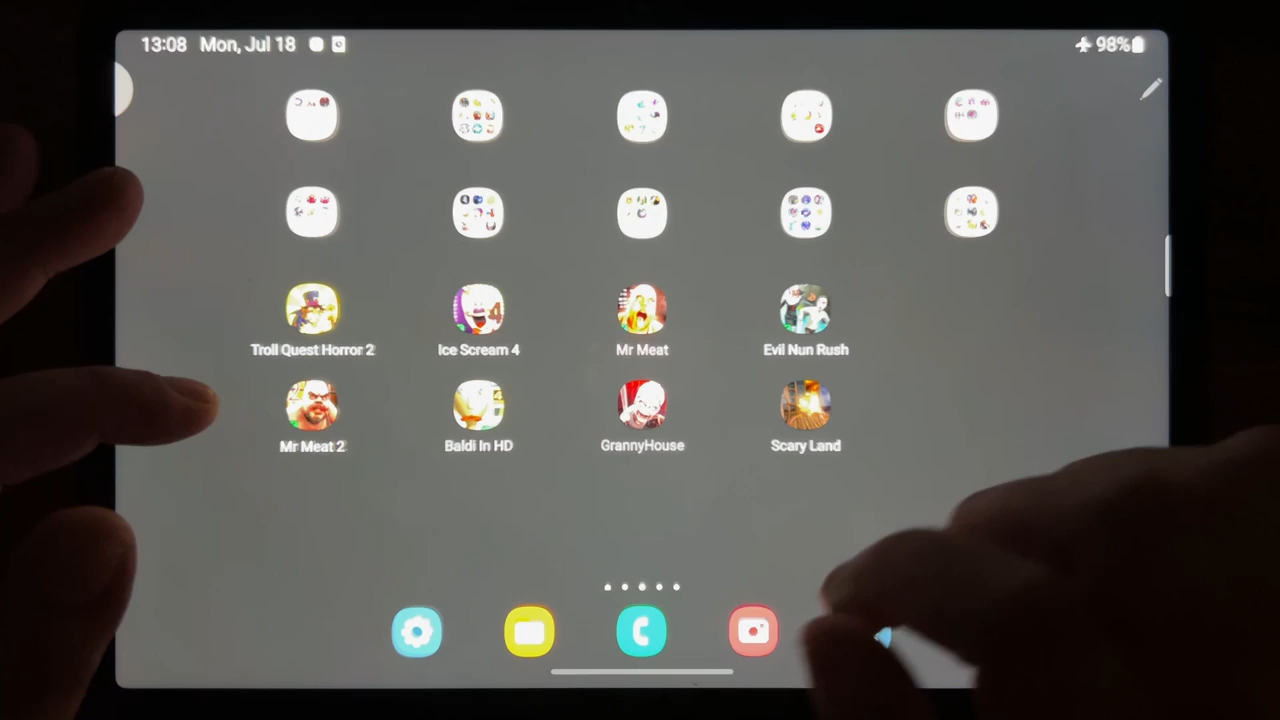 13:08 Mon, Jul 18 98%
Troll Quest Horror 2 Ice Scream 4 Mr Meat Evil Nun Rush
Mr Meat 2 Baldi In HD GrannyHouse Scary Land